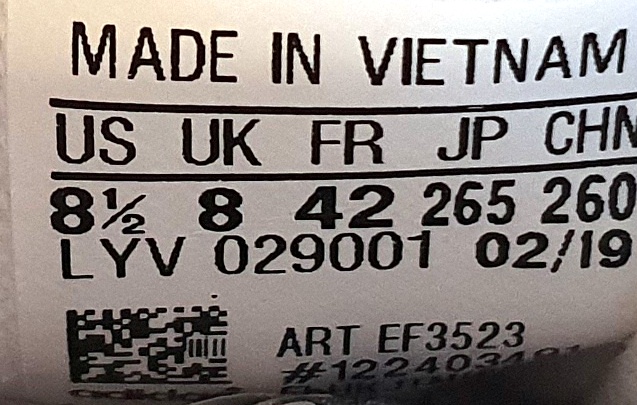 MADE IN VIETNAM
US UK FR JP CHN
8½ 8 42 265 260
LYV 029001 02/19
ART EF3523